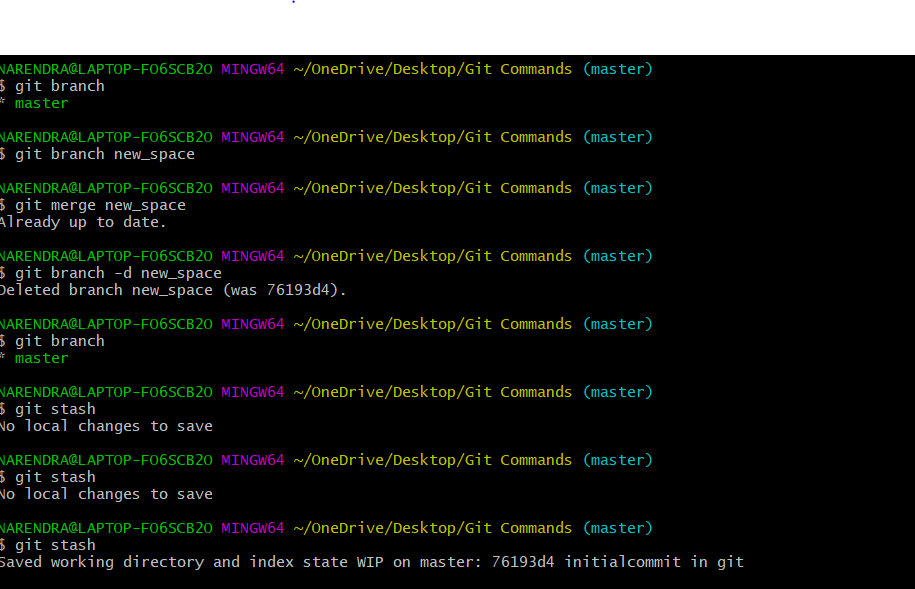 NARENDRA@LAPTOP-FO6SCB2O MINGW64 ~/OneDrive/Desktop/Git Commands (master)
$ git branch
* master
NARENDRA@LAPTOP-FO6SCB2O MINGW64 ~/OneDrive/Desktop/Git Commands (master)
$ git branch new_space
NARENDRA@LAPTOP-FO6SCB2O MINGW64 ~/OneDrive/Desktop/Git Commands (master)
$ git merge new_space
Already up to date.
NARENDRA@LAPTOP-FO6SCB2O MINGW64 ~/OneDrive/Desktop/Git Commands (master)
$ git branch -d new_space
Deleted branch new_space (was 76193d4).
NARENDRA@LAPTOP-FO6SCB2O MINGW64 ~/OneDrive/Desktop/Git Commands (master)
$ git branch
* master
NARENDRA@LAPTOP-FO6SCB2O MINGW64 ~/OneDrive/Desktop/Git Commands (master)
$ git stash
No local changes to save
NARENDRA@LAPTOP-FO6SCB2O MINGW64 ~/OneDrive/Desktop/Git Commands (master)
$ git stash
No local changes to save
NARENDRA@LAPTOP-FO6SCB2O MINGW64 ~/OneDrive/Desktop/Git Commands (master)
$ git stash
Saved working directory and index state WIP on master: 76193d4 initialcommit in git